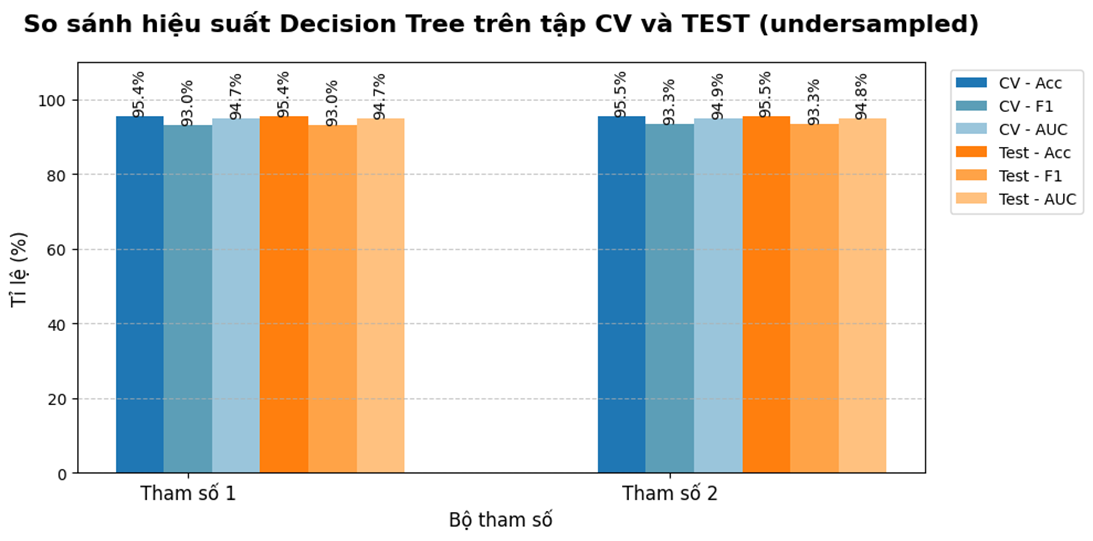 So sánh hiệu suất Decision Tree trên tập CV và TEST (undersampled)
Tỉ lệ (%)
100
80
60
40
20
0
95.4%
93.0%
94.7%
95.4%
93.0%
94.7%
95.5%
93.3%
94.9%
95.5%
93.3%
94.8%
Tham số 1
Tham số 2
Bộ tham số
CV - Acc
CV - F1
CV - AUC
Test - Acc
Test - F1
Test - AUC